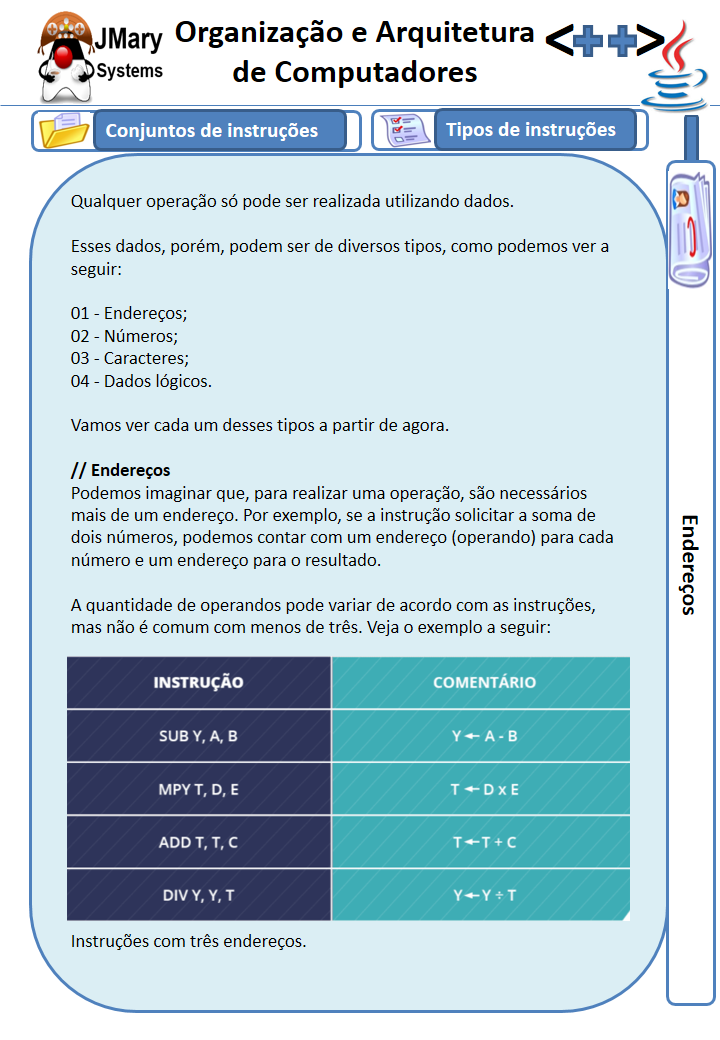 JMary
Systems
Organização e Arquitetura
de Computadores
<++>
Conjuntos de instruções
Tipos de instruções
Qualquer operação só pode ser realizada utilizando dados.
Esses dados, porém, podem ser de diversos tipos, como podemos ver a
seguir:
01 - Endereços;
02 - Números;
03 - Caracteres;
04 - Dados lógicos.
Vamos ver cada um desses tipos a partir de agora.
// Endereços
Podemos imaginar que, para realizar uma operação, são necessários
mais de um endereço. Por exemplo, se a instrução solicitar a soma de
dois números, podemos contar com um endereço (operando) para cada
número e um endereço para o resultado.
A quantidade de operandos pode variar de acordo com as instruções,
mas não é comum com menos de três. Veja o exemplo a seguir:
INSTRUÇÃO COMENTÁRIO
SUB Y, A, B Y ← A - B
MPY T, D, E T ← D x E
ADD T, T, C T ← T + C
DIV Y, Y, T Y ← Y ÷ T
Instruções com três endereços.
Endereços